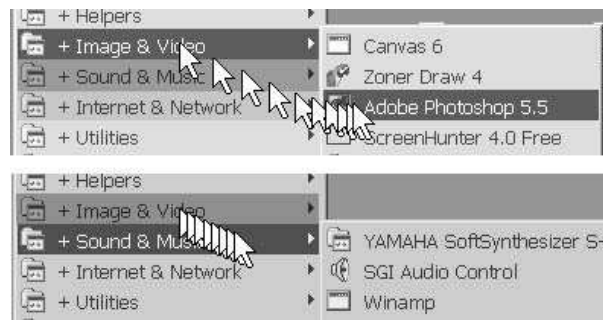 + Helpers
+ Image & Video
+ Sound & Music
+ Internet & Network
+ Utilities
Canvas 6
Zoner Draw 4
Adobe Photoshop 5.5
ScreenHunter 4.0 Free
+ Helpers
+ Image & Video
+ Sound & Music
+ Internet & Network
+ Utilities
YAMAHA SoftSynthesizer S-
SGI Audio Control
Winamp